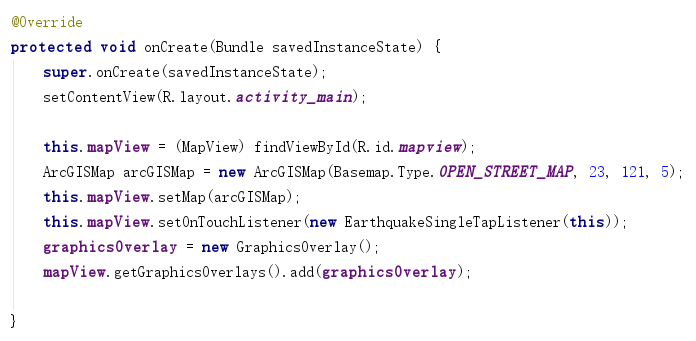 @Override
protected void onCreate(Bundle savedInstanceState) {
super.onCreate(savedInstanceState);
setContentView(R.layout.activity_main);
this.mapView = (MapView) findViewById(R.id.mapview);
ArcGISMap arcGISMap = new ArcGISMap(Basemap.Type.OPEN_STREET_MAP, 23, 121, 5);
this.mapView.setMap(arcGISMap);
this.mapView.setOnTouchListener(new EarthquakeSingleTapListener(this));
graphicsOverlay = new GraphicsOverlay();
mapView.getGraphicsOverlays().add(graphicsOverlay);
}